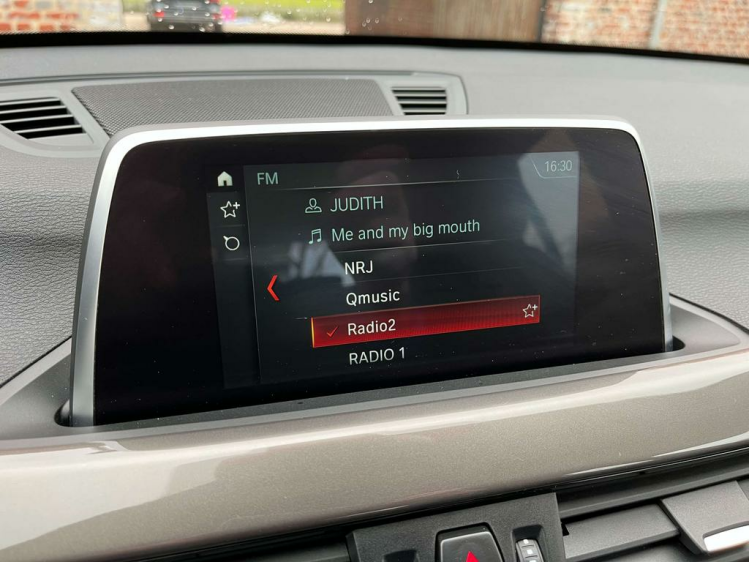 FM
16:30
JUDITH
Me and my big mouth
NRJ
Qmusic
Radio2
RADIO 1